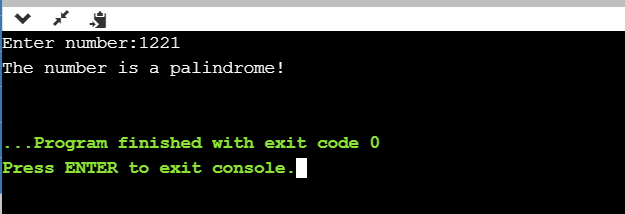 Enter number:1221
The number is a palindrome!
...Program finished with exit code 0
Press ENTER to exit console.